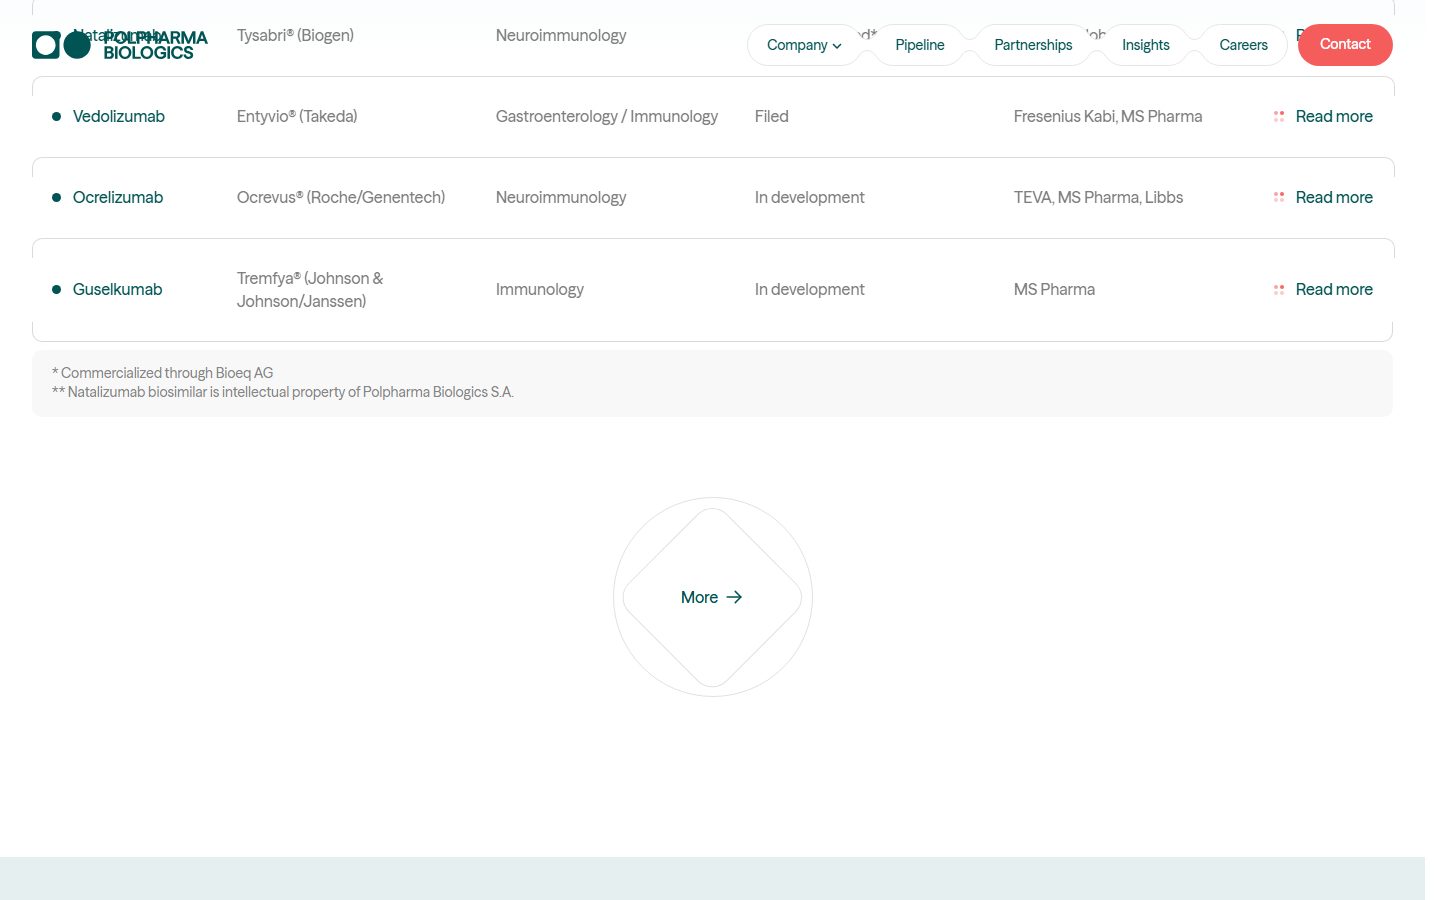 POLPHARMA
BIOLOGICS
Company
Pipeline
Partnerships
Insights
Careers
Contact
Natalizumab
Tysabri® (Biogen)
Neuroimmunology
Vedolizumab
Entyvio® (Takeda)
Gastroenterology / Immunology
Filed
Fresenius Kabi, MS Pharma
Read more
Ocrelizumab
Ocrevus® (Roche/Genentech)
Neuroimmunology
In development
TEVA, MS Pharma, Libbs
Read more
Guselkumab
Tremfya® (Johnson &
Johnson/Janssen)
Immunology
In development
MS Pharma
Read more
* Commercialized through Bioeq AG
** Natalizumab biosimilar is intellectual property of Polpharma Biologics S.A.
More